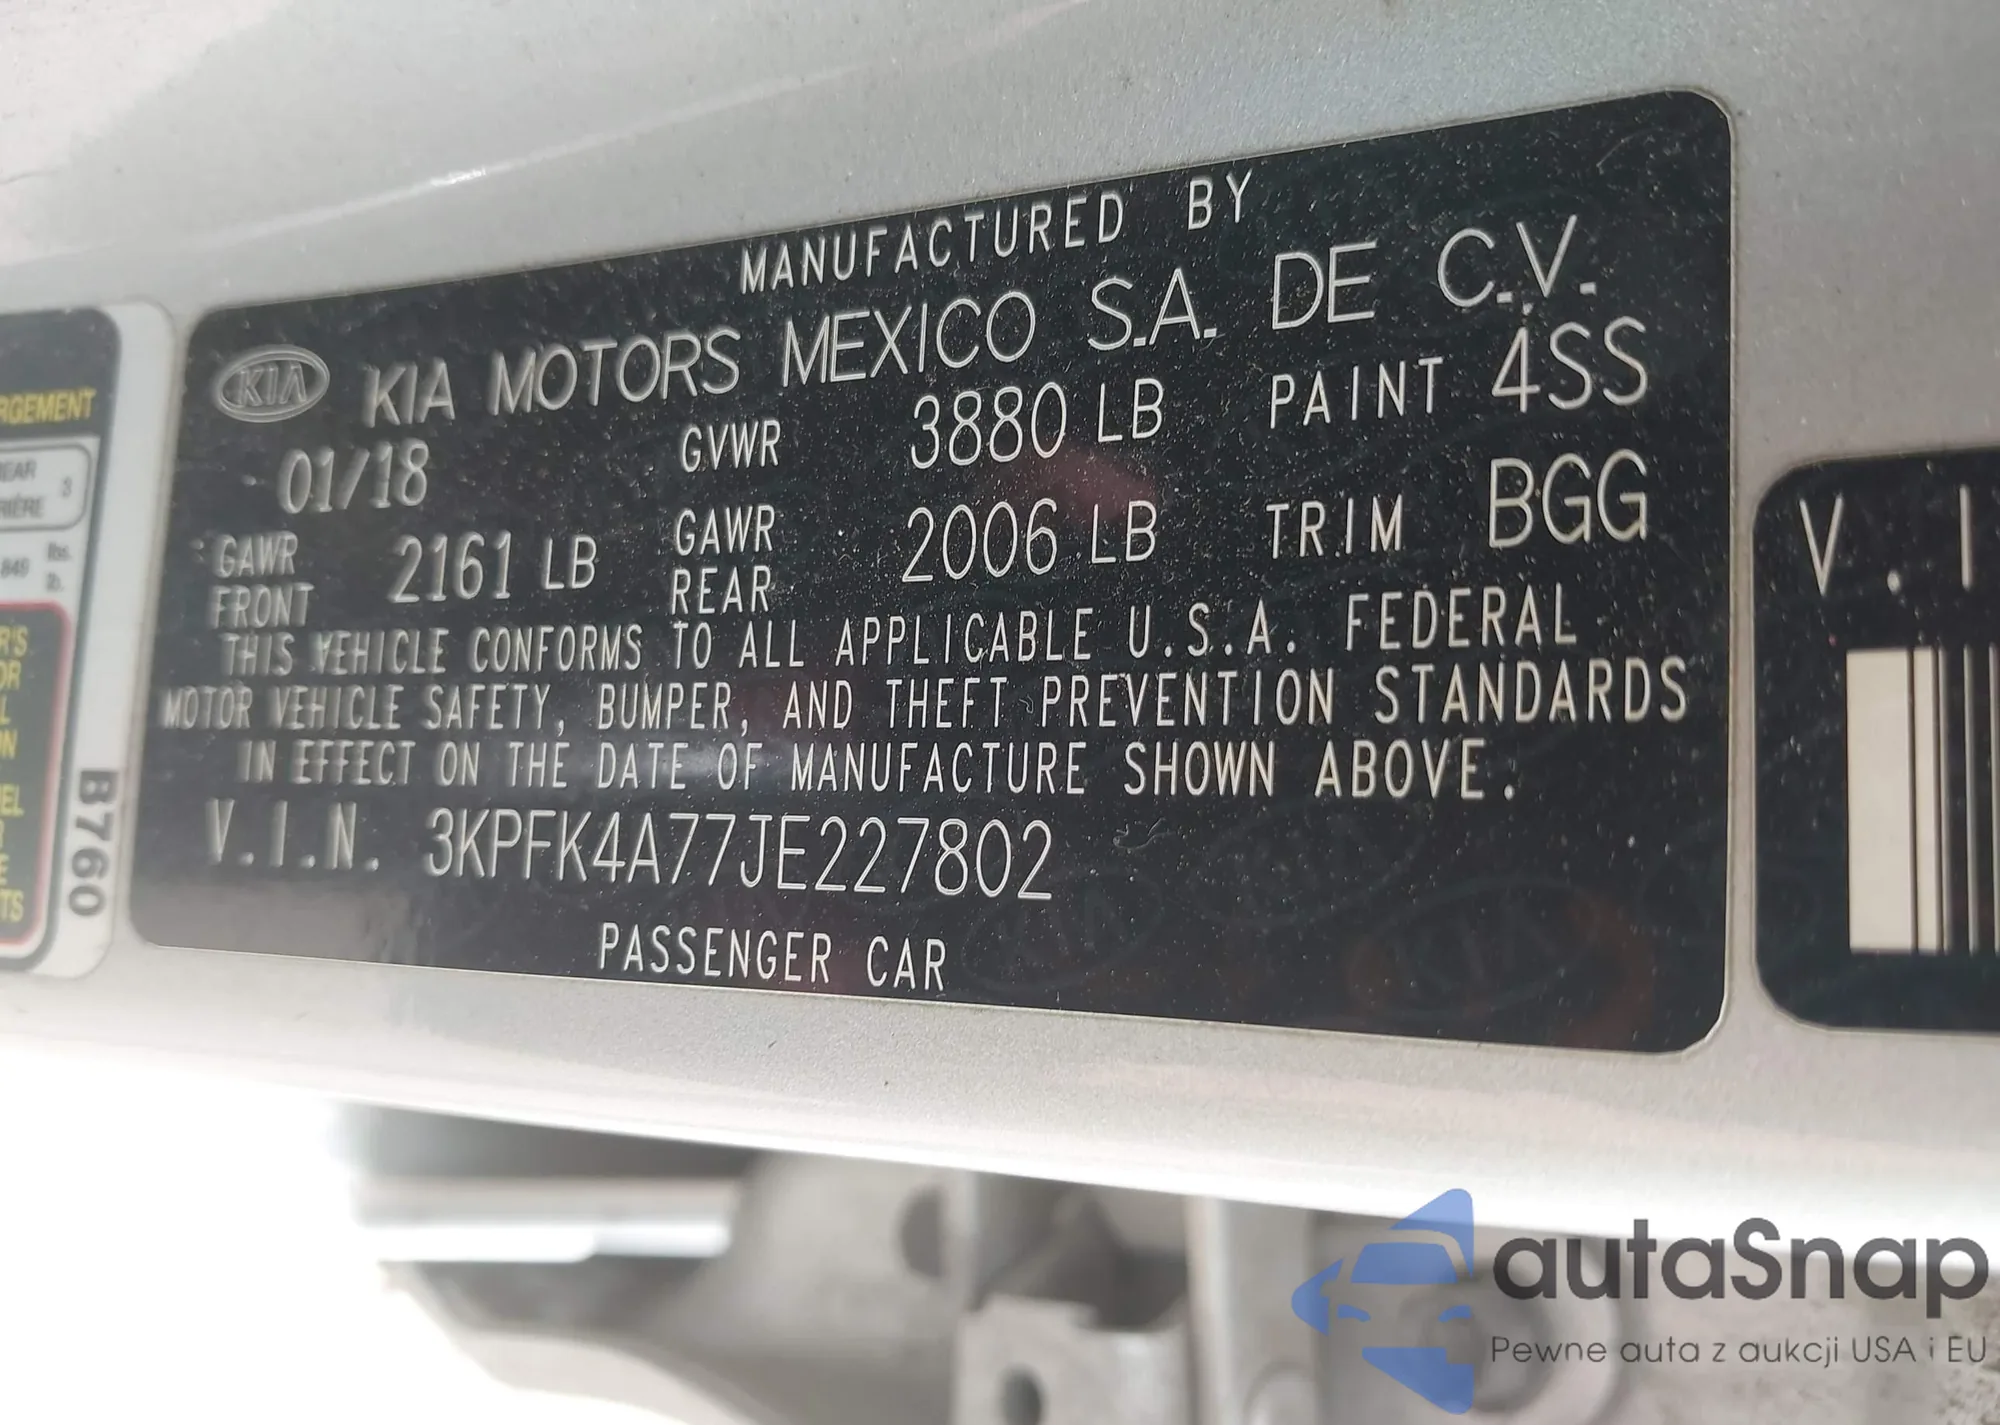 MANUFACTURED BY
KIA KIA MOTORS MEXICO S.A. DE C.V.
01/18 GVWR 3880 LB PAINT 4SS
GAWR FRONT 2161 LB GAWR REAR 2006 LB TRIM BGG
THIS VEHICLE CONFORMS TO ALL APPLICABLE U.S.A. FEDERAL
MOTOR VEHICLE SAFETY, BUMPER, AND THEFT PREVENTION STANDARDS
IN EFFECT ON THE DATE OF MANUFACTURE SHOWN ABOVE.
V.I.N. 3KPFK4A77JE227802
PASSENGER CAR
B760
V.I
autaSnap
Pewne auta z aukcji USA i EU